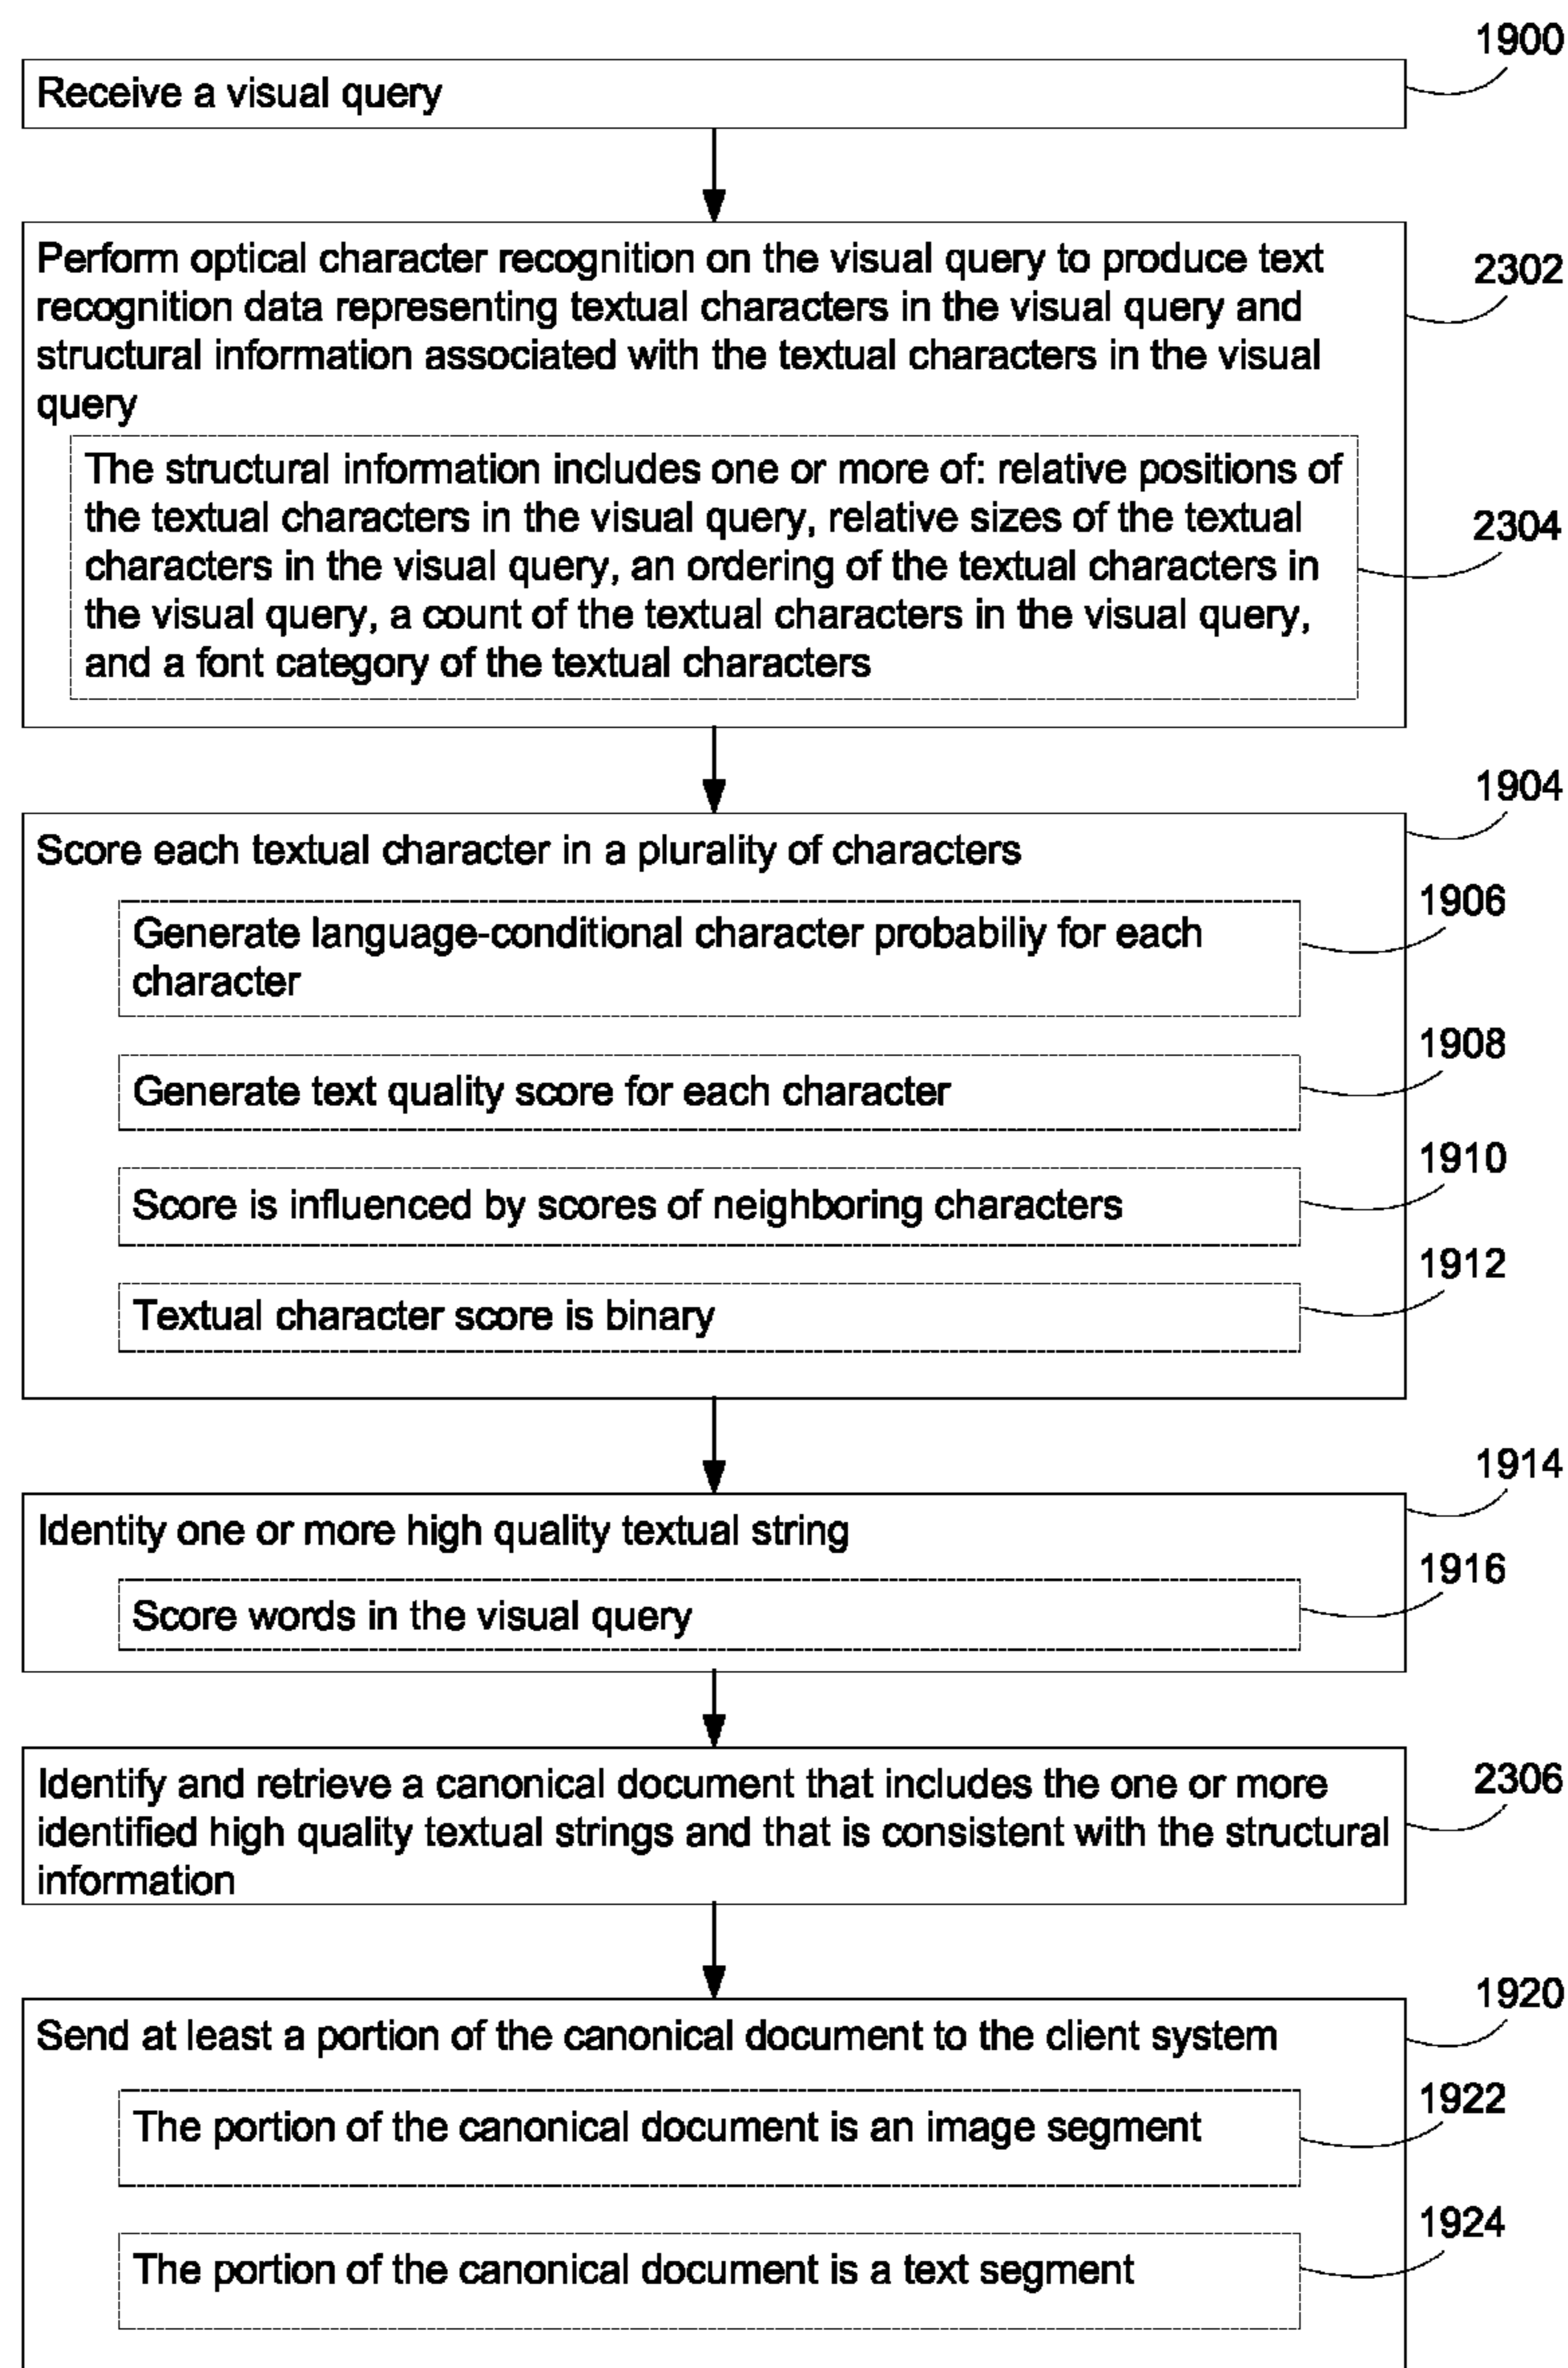 1900
Receive a visual query
Perform optical character recognition on the visual query to produce text
2302
recognition data representing textual characters in the visual query and
structural information associated with the textual characters in the visual
query
The structural information includes one or more of: relative positions of
the textual characters in the visual query, relative sizes of the textual
2304
characters in the visual query, an ordering of the textual characters in
the visual query, a count of the textual characters in the visual query,
and a font category of the textual characters
1904
Score each textual character in a plurality of characters
1906
Generate language-conditional character probabiliy for each
character
1908
Generate text quality score for each character
1910
Score is influenced by scores of neighboring characters
1912
Textual character score is binary
1914
Identity one or more high quality textual string
1916
Score words in the visual query
2306
Identify and retrieve a canonical document that includes the one or more
identified high quality textual strings and that is consistent with the structural
information
1920
Send at least a portion of the canonical document to the client system
1922
The portion of the canonical document is an image segment
1924
The portion of the canonical document is a text segment